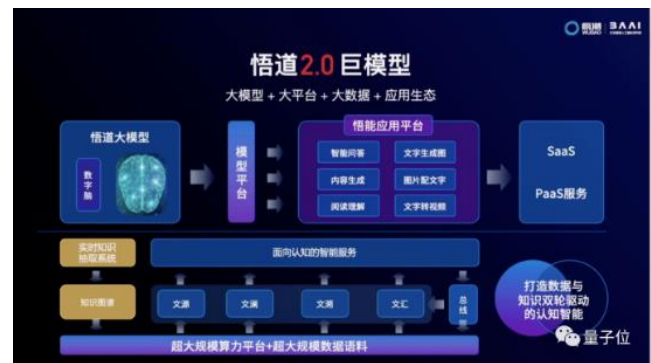 悟道
WUDAO
BAAI
悟道2.0巨模型
大模型 + 大平台 + 大数据 + 应用生态
悟道大模型
数字脑
模型平台
悟能应用平台
智能问答
文字生成图
内容生成
图片配文字
阅读理解
文字转视频
SaaS
PaaS服务
实时知识
抽取系统
面向认知的智能服务
知识图谱
文源
文澜
文溯
文汇
总线
打造数据与
知识双轮驱动
的认知智能
超大规模算力平台+超大规模数据语料
量子位